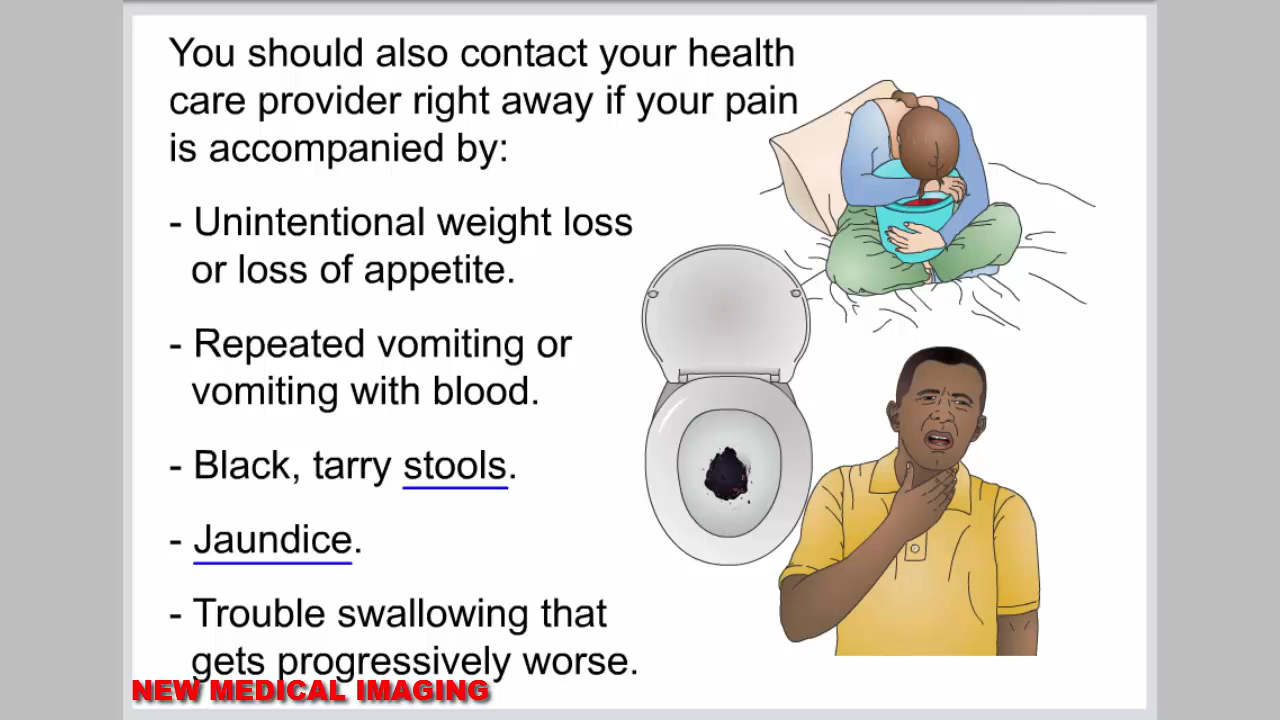 You should also contact your health
care provider right away if your pain
is accompanied by:
- Unintentional weight loss
or loss of appetite.
- Repeated vomiting or
vomiting with blood.
- Black, tarry stools.
- Jaundice.
- Trouble swallowing that
gets progressively worse.
NEW MEDICAL IMAGING